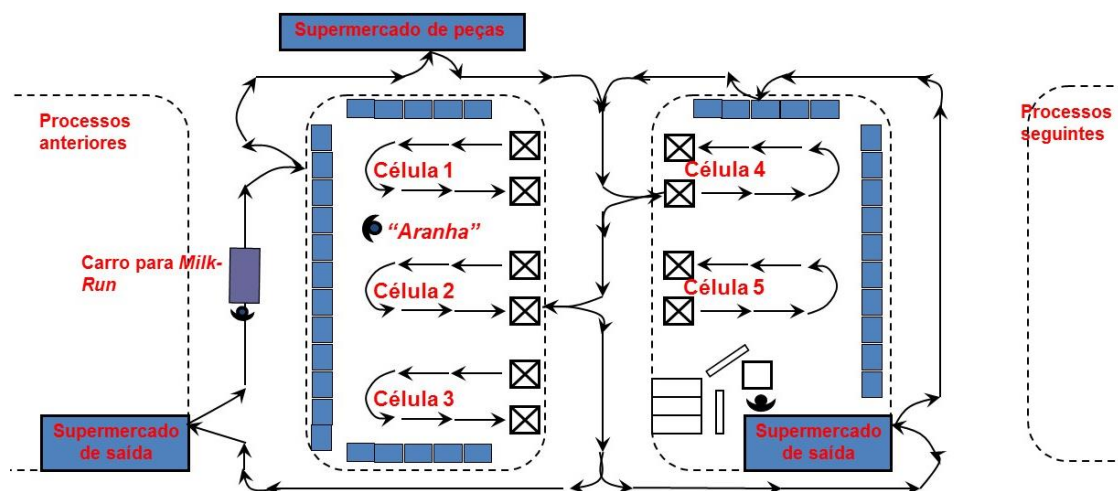 Supermercado de peças
Processos
anteriores
Processos
seguintes
Célula 1
Célula 4
"Aranha"
Carro para Milk-
Run
Célula 2
Célula 5
Célula 3
Supermercado
de saída
Supermercado
de saída